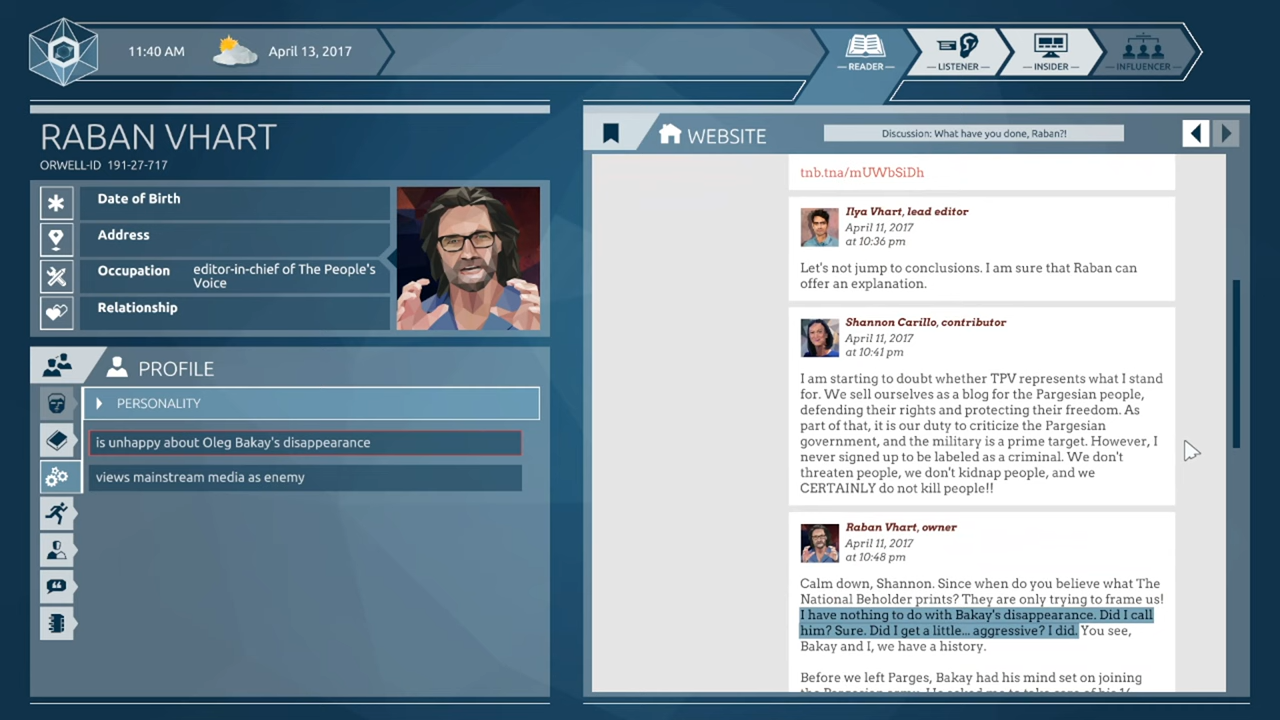 11:40 AM
April 13, 2017
READER
LISTENER
INSIDER
INFLUENCER
RABAN VHART
ORWELL-ID 191-27-717
Date of Birth
Address
Occupation editor-in-chief of The People's
Voice
Relationship
PROFILE
PERSONALITY
is unhappy about Oleg Bakay's disappearance
views mainstream media as enemy
WEBSITE
Discussion: What have you done, Raban?!
tnb.tna/mUWbSiDh
Ilya Vhart, lead editor
April 11, 2017
at 10:36 pm
Let's not jump to conclusions. I am sure that Raban can
offer an explanation.
Shannon Carillo, contributor
April 11, 2017
at 10:41 pm
I am starting to doubt whether TPV represents what I stand
for. We sell ourselves as a blog for the Pargesian people,
defending their rights and protecting their freedom. As
part of that, it is our duty to criticize the Pargesian
government, and the military is a prime target. However, I
never signed up to be labeled as a criminal. We don't
threaten people, we don't kidnap people, and we
CERTAINLY do not kill people!!
Raban Vhart, owner
April 11, 2017
at 10:48 pm
Calm down, Shannon. Since when do you believe what The
National Beholder prints? They are only trying to frame us!
I have nothing to do with Bakay's disappearance. Did I call
him? Sure. Did I get a little... aggressive? I did. You see,
Bakay and I, we have a history.
Before we left Parges, Bakay had his mind set on joining